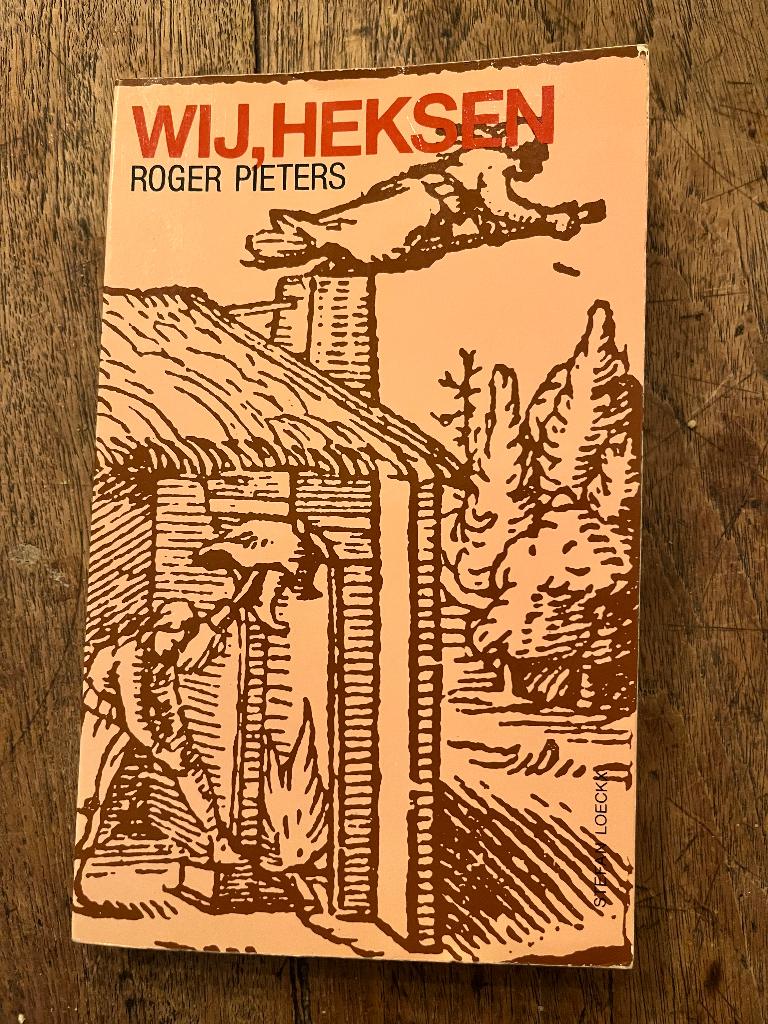 WIJ, HEKSEN
ROGER PIETERS
STEFAN LOECKX